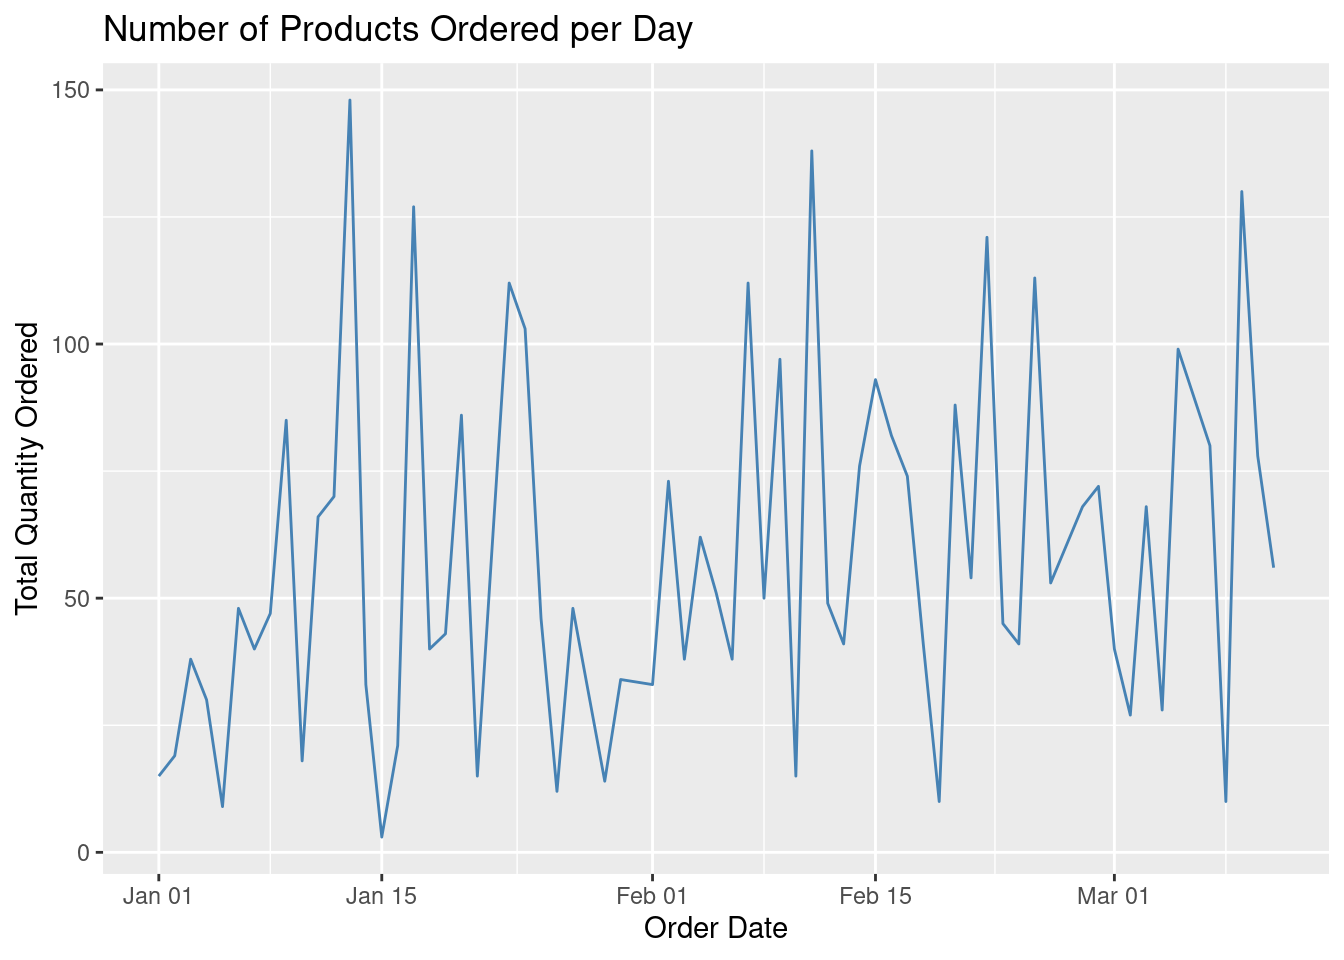 Number of Products Ordered per Day
Total Quantity Ordered
150
100
50
0
Jan 01
Jan 15
Feb 01
Feb 15
Mar 01
Order Date